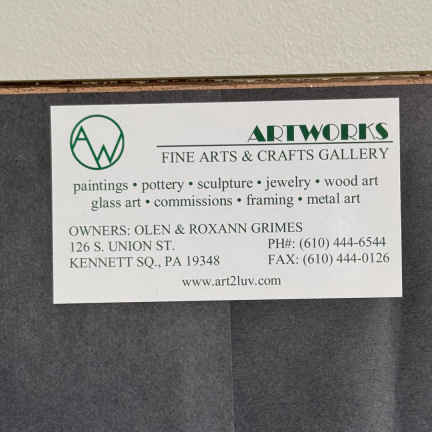 AW
ARTWORKS
FINE ARTS & CRAFTS GALLERY
paintings • pottery • sculpture • jewelry • wood art
glass art • commissions • framing • metal art
OWNERS: OLEN & ROXANN GRIMES
126 S. UNION ST. PH#: (610) 444-6544
KENNETT SQ., PA 19348 FAX: (610) 444-0126
www.art2luv.com